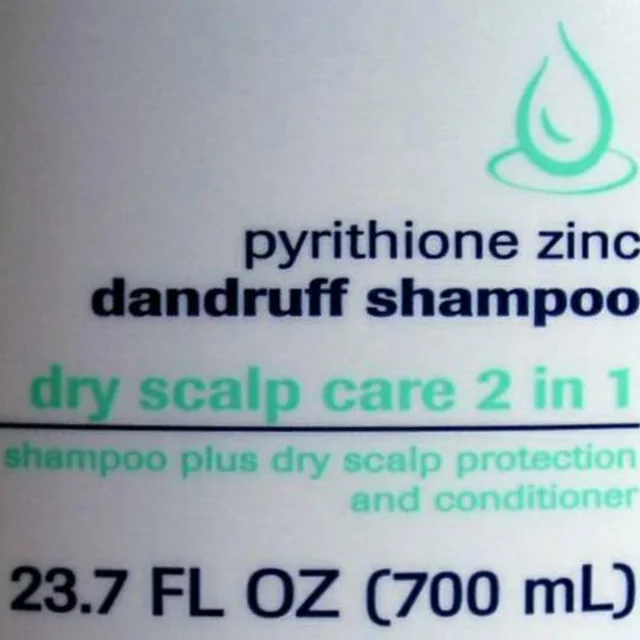 pyrithione zinc
dandruff shampoo
dry scalp care 2 in 1
shampoo plus dry scalp protection
and conditioner
23.7 FL OZ (700 mL)